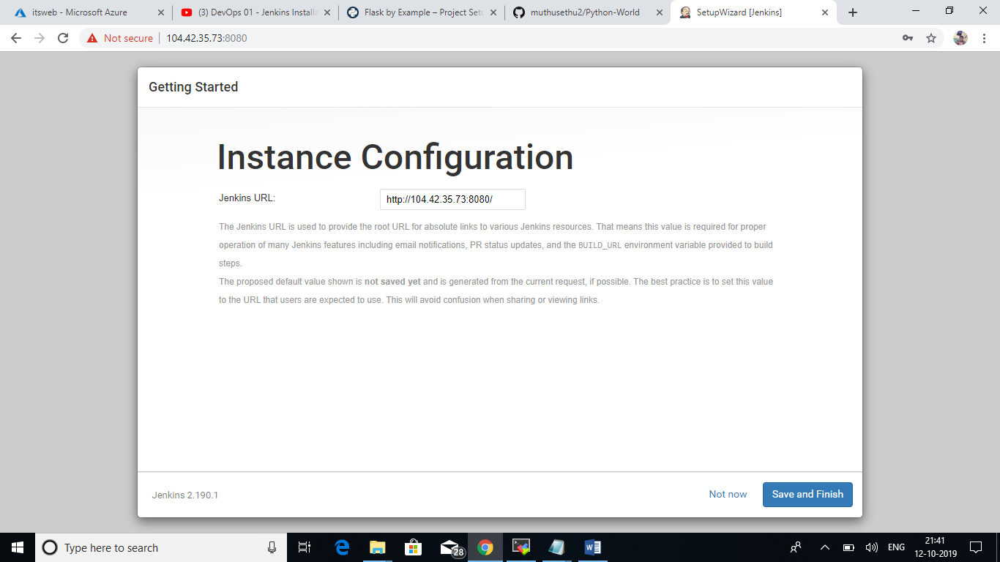 itsweb - Microsoft Azure
(3) DevOps 01 - Jenkins Installa
Flask by Example – Project Setu
muthusethu2/Python-World
SetupWizard [Jenkins]
Not secure
104.42.35.73:8080
Getting Started
Instance Configuration
Jenkins URL:
http://104.42.35.73:8080/
The Jenkins URL is used to provide the root URL for absolute links to various Jenkins resources. That means this value is required for proper
operation of many Jenkins features including email notifications, PR status updates, and the BUILD_URL environment variable provided to build
steps.
The proposed default value shown is not saved yet and is generated from the current request, if possible. The best practice is to set this value
to the URL that users are expected to use. This will avoid confusion when sharing or viewing links.
Jenkins 2.190.1
Not now
Save and Finish
Type here to search
28
ENG
21:41
12-10-2019